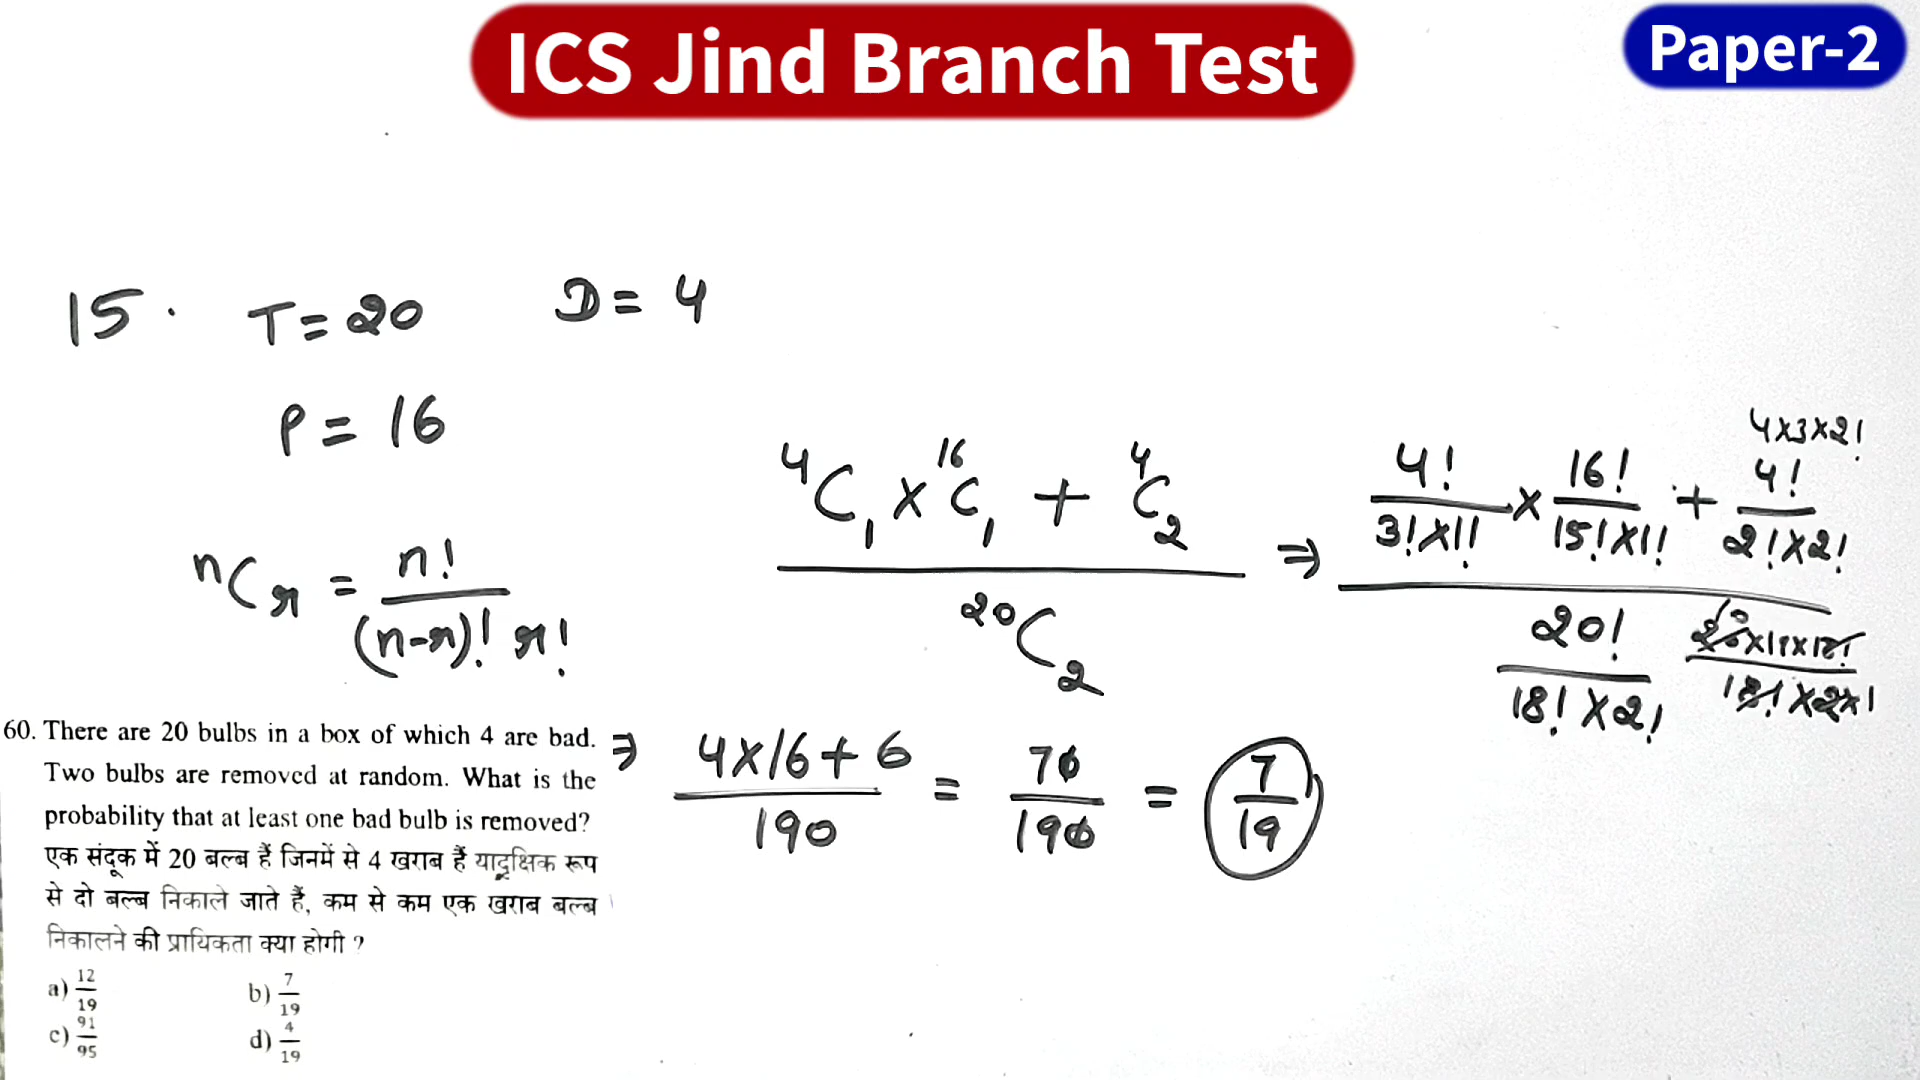 ICS Jind Branch Test
Paper-2
15. T = 20 D = 4
P = 16
ⁿCᵣ = n! / (n-r)! r!
⁴C₁ × ¹⁶C₁ + ⁴C₂ / ²⁰C₂
⇒ 4! / 3! × 1! × 16! / 15! × 1! + 4! / 2! × 2!
4×3×2!
20! / 18! × 2!
⇒ 4×16+6 / 190 = 70 / 190 = 7 / 19
60. There are 20 bulbs in a box of which 4 are bad.
Two bulbs are removed at random. What is the
probability that at least one bad bulb is removed?
एक संदूक में 20 बल्ब हैं जिनमें से 4 खराब हैं यादृक्षिक रूप
से दो बल्ब निकाले जाते हैं, कम से कम एक खराब बल्ब
निकालने की प्रायिकता क्या होगी ?
a) 12/19 b) 7/19
c) 91/95 d) 4/19